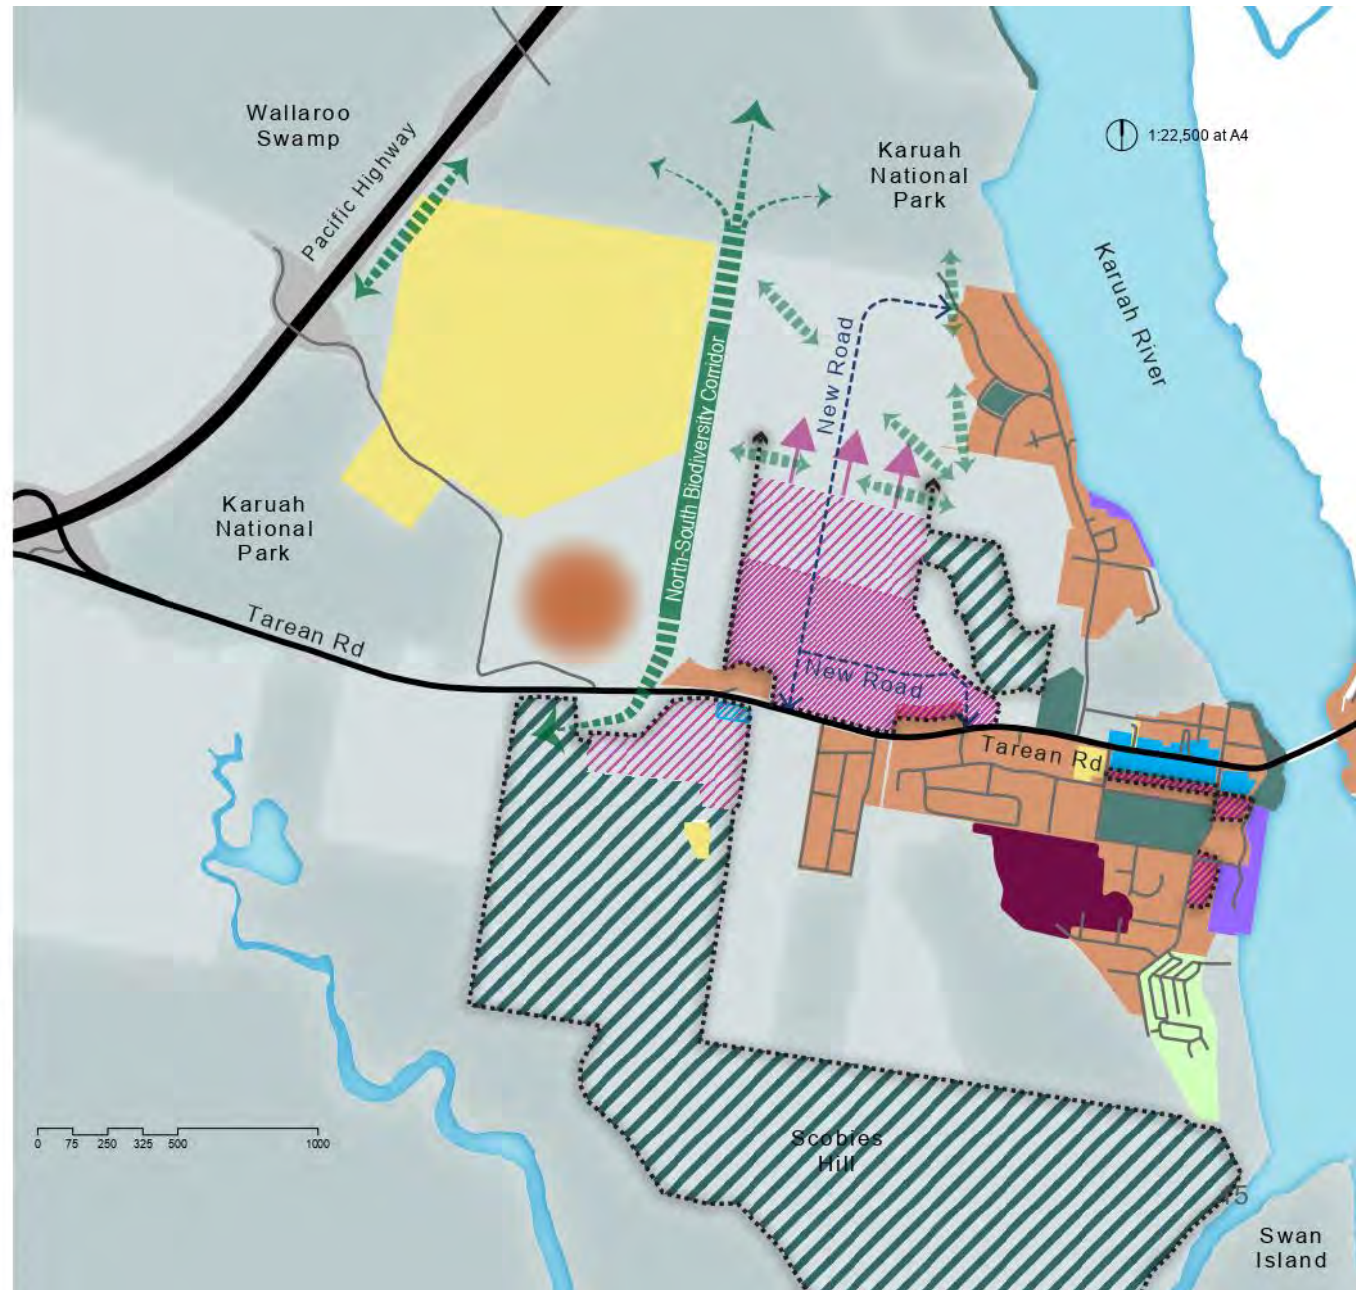 Wallaroo
Swamp
Pacific Highway
Karuah
National
Park
1:22,500 at A4
Karuah River
New Road
North-South Biodiversity Corridor
Karuah
National
Park
Tarean Rd
New Road
Tarean Rd
0 75 250 325 500 1000
Scobies
Hill
Swan
Island